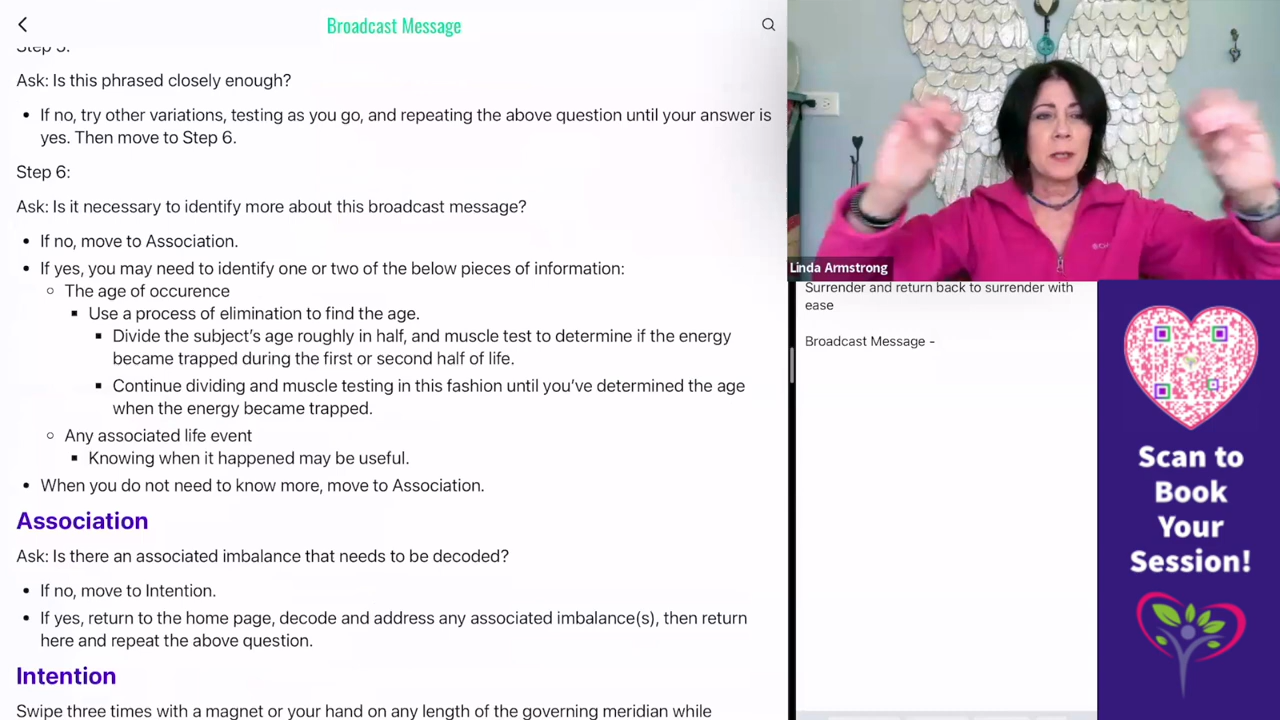 Broadcast Message
Step 5:
Ask: Is this phrased closely enough?
• If no, try other variations, testing as you go, and repeating the above question until your answer is
yes. Then move to Step 6.
Step 6:
Ask: Is it necessary to identify more about this broadcast message?
• If no, move to Association.
• If yes, you may need to identify one or two of the below pieces of information:
○ The age of occurence
▪ Use a process of elimination to find the age.
▪ Divide the subject’s age roughly in half, and muscle test to determine if the energy
became trapped during the first or second half of life.
▪ Continue dividing and muscle testing in this fashion until you’ve determined the age
when the energy became trapped.
○ Any associated life event
▪ Knowing when it happened may be useful.
• When you do not need to know more, move to Association.
Association
Ask: Is there an associated imbalance that needs to be decoded?
• If no, move to Intention.
• If yes, return to the home page, decode and address any associated imbalance(s), then return
here and repeat the above question.
Intention
Swipe three times with a magnet or your hand on any length of the governing meridian while
Linda Armstrong
Surrender and return back to surrender with
ease
Broadcast Message -
Scan to
Book
Your
Session!